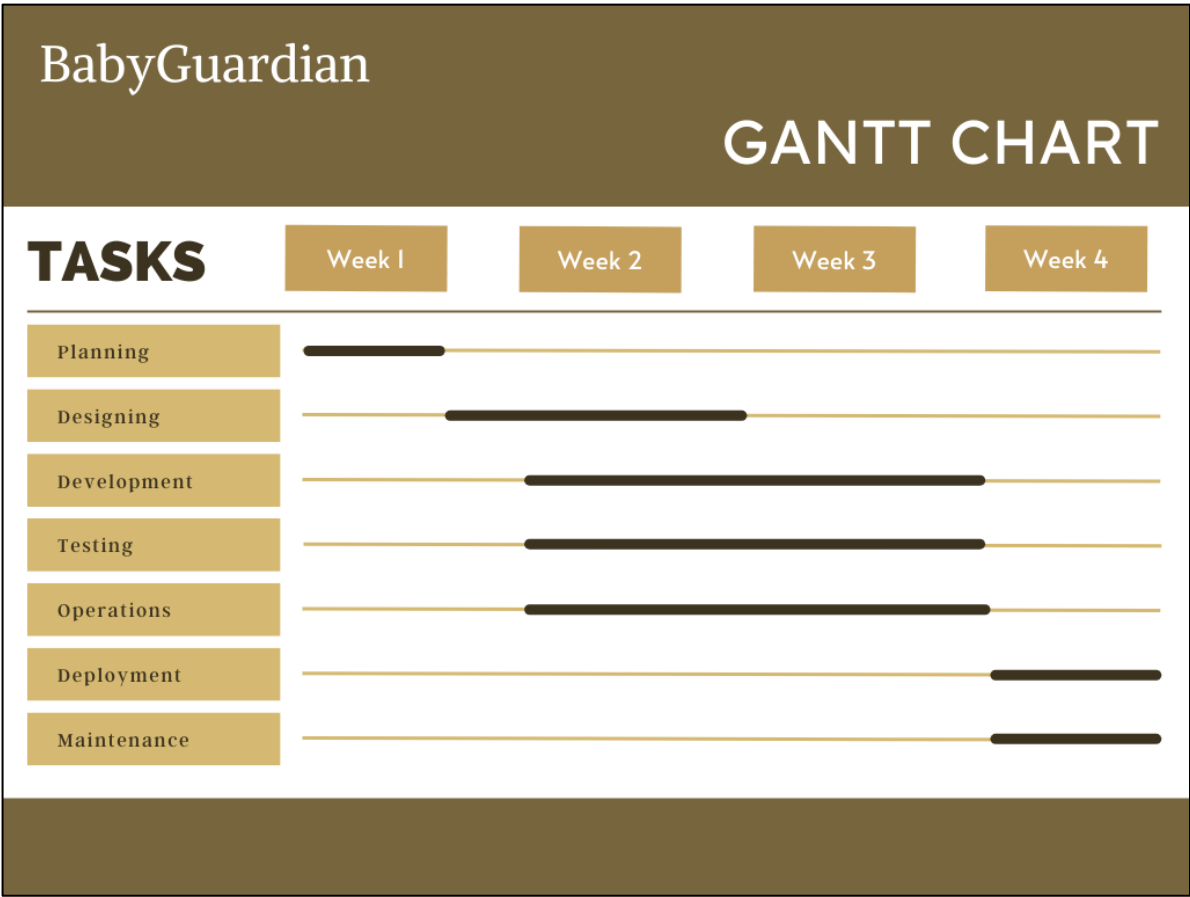 BabyGuardian
GANTT CHART
TASKS
Week 1
Week 2
Week 3
Week 4
Planning
Designing
Development
Testing
Operations
Deployment
Maintenance